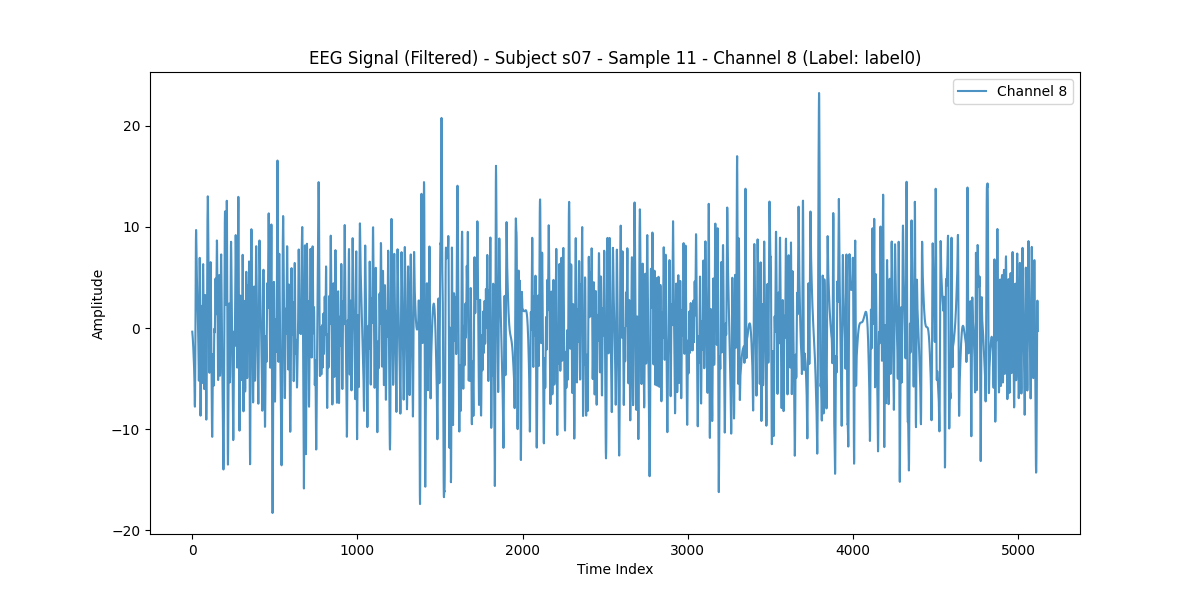 EEG Signal (Filtered) - Subject s07 - Sample 11 - Channel 8 (Label: label0)
Channel 8
20
10
0
−10
−20
Amplitude
0 1000 2000 3000 4000 5000
Time Index